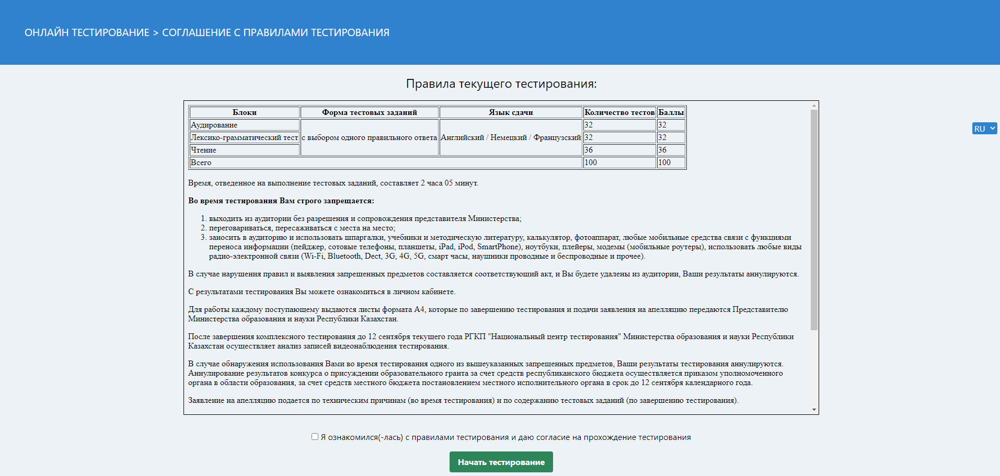 ОНЛАЙН ТЕСТИРОВАНИЕ > СОГЛАШЕНИЕ С ПРАВИЛАМИ ТЕСТИРОВАНИЯ
Правила текущего тестирования:
Блоки Форма тестовых заданий Язык сдачи Количество тестов Баллы
Аудирование 32 32
Лексико-грамматический тест с выбором одного правильного ответа Английский / Немецкий / Французский 32 32
Чтение 36 36
Всего 100 100
RU
Время, отведенное на выполнение тестовых заданий, составляет 2 часа 05 минут.
Во время тестирования Вам строго запрещается:
1. выходить из аудитории без разрешения и сопровождения представителя Министерства;
2. переговариваться, пересаживаться с места на место;
3. заносить в аудиторию и использовать шпаргалки, учебники и методическую литературу, калькулятор, фотоаппарат, любые мобильные средства связи с функциями
переноса информации (пейджер, сотовые телефоны, планшеты, iPad, iPod, SmartPhone), ноутбуки, плейеры, модемы (мобильные роутеры), использовать любые виды
радио-электронной связи (Wi-Fi, Bluetooth, Dect, 3G, 4G, 5G, смарт часы, наушники проводные и беспроводные и прочее).
В случае нарушения правил и выявления запрещенных предметов составляется соответствующий акт, и Вы будете удалены из аудитории, Ваши результаты аннулируются.
С результатами тестирования Вы можете ознакомиться в личном кабинете.
Для работы каждому поступающему выдаются листы формата А4, которые по завершению тестирования и подачи заявления на апелляцию передаются Представителю
Министерства образования и науки Республики Казахстан.
После завершения комплексного тестирования до 12 сентября текущего года РГКП "Национальный центр тестирования" Министерства образования и науки Республики
Казахстан осуществляет анализ записей видеонаблюдения тестирования.
В случае обнаружения использования Вами во время тестирования одного из вышеуказанных запрещенных предметов, Ваши результаты тестирования аннулируются.
Аннулирование результатов конкурса о присуждении образовательного гранта за счет средств республиканского бюджета осуществляется приказом уполномоченного
органа в области образования, за счет средств местного бюджета постановлением местного исполнительного органа в срок до 12 сентября календарного года.
Заявление на апелляцию подается по техническим причинам (во время тестирования) и по содержанию тестовых заданий (по завершению тестирования).
Я ознакомился(-лась) с правилами тестирования и даю согласие на прохождение тестирования
Начать тестирование